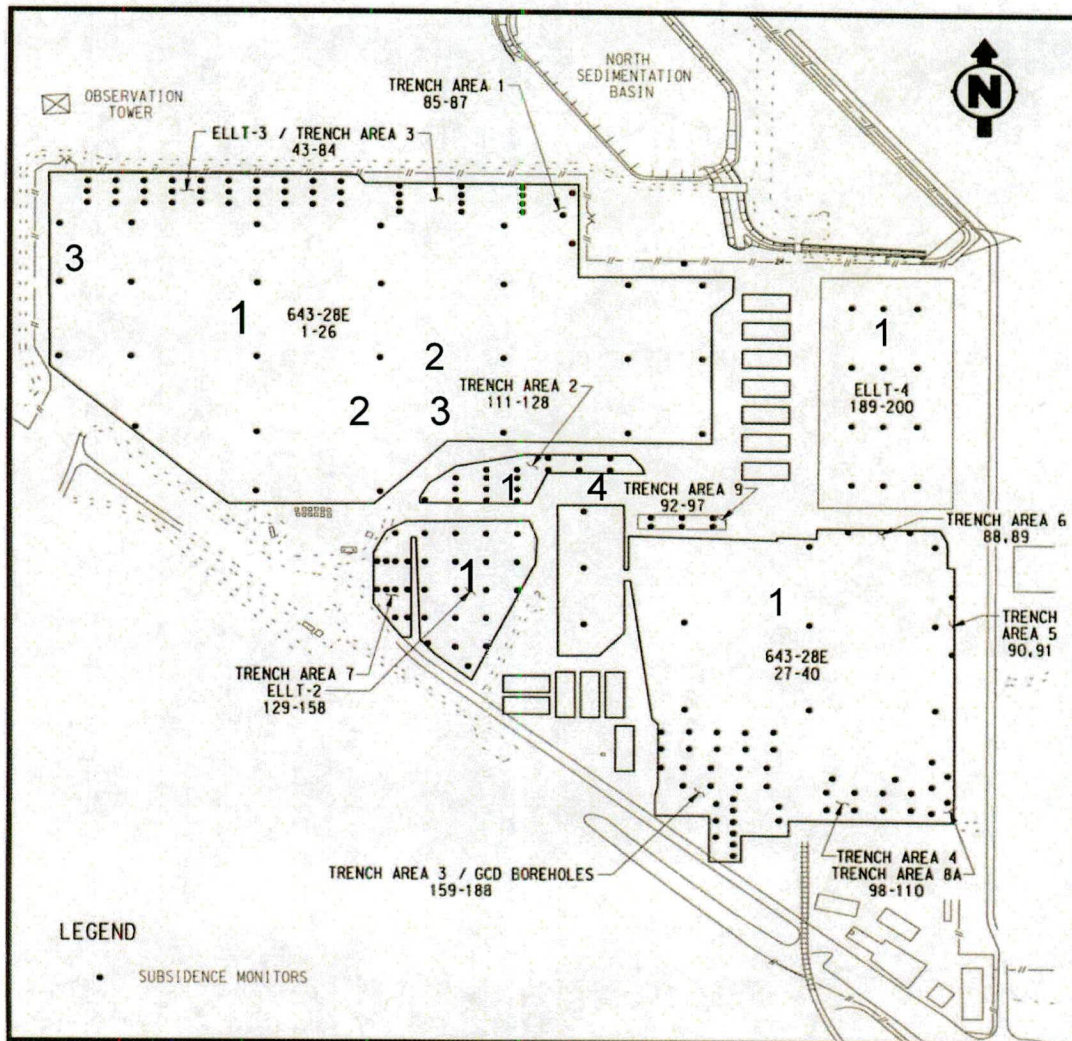 NORTH
SEDIMENTATION
BASIN
N
TRENCH AREA 1
85-87
OBSERVATION
TOWER
ELLT-3 / TRENCH AREA 3
43-84
3
1
643-28E
1-26
2
1
ELLT-4
189-200
TRENCH AREA 2
111-128
2
3
1
4
TRENCH AREA 9
92-97
TRENCH AREA 6
88,89
1
1
TRENCH
AREA 5
90,91
643-28E
27-40
TRENCH AREA 7
ELLT-2
129-158
TRENCH AREA 3 / GCD BOREHOLES
159-188
TRENCH AREA 4
TRENCH AREA 8A
98-110
LEGEND
SUBSIDENCE MONITORS